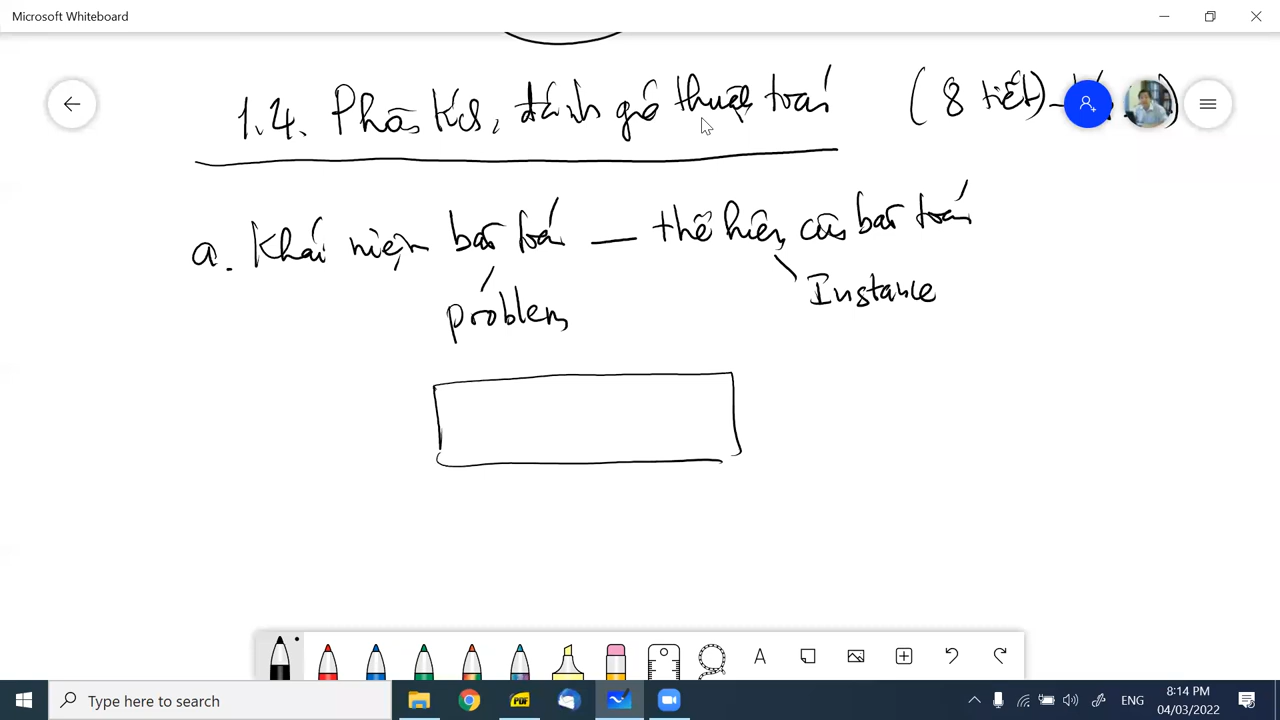 Microsoft Whiteboard
1.4. Phân tích, đánh giá thuật toán (8 tiết)
a. Khái niệm bài toán — thể hiện của bài toán
problem
Instance
A
Type here to search
PDF
ENG
8:14 PM
04/03/2022